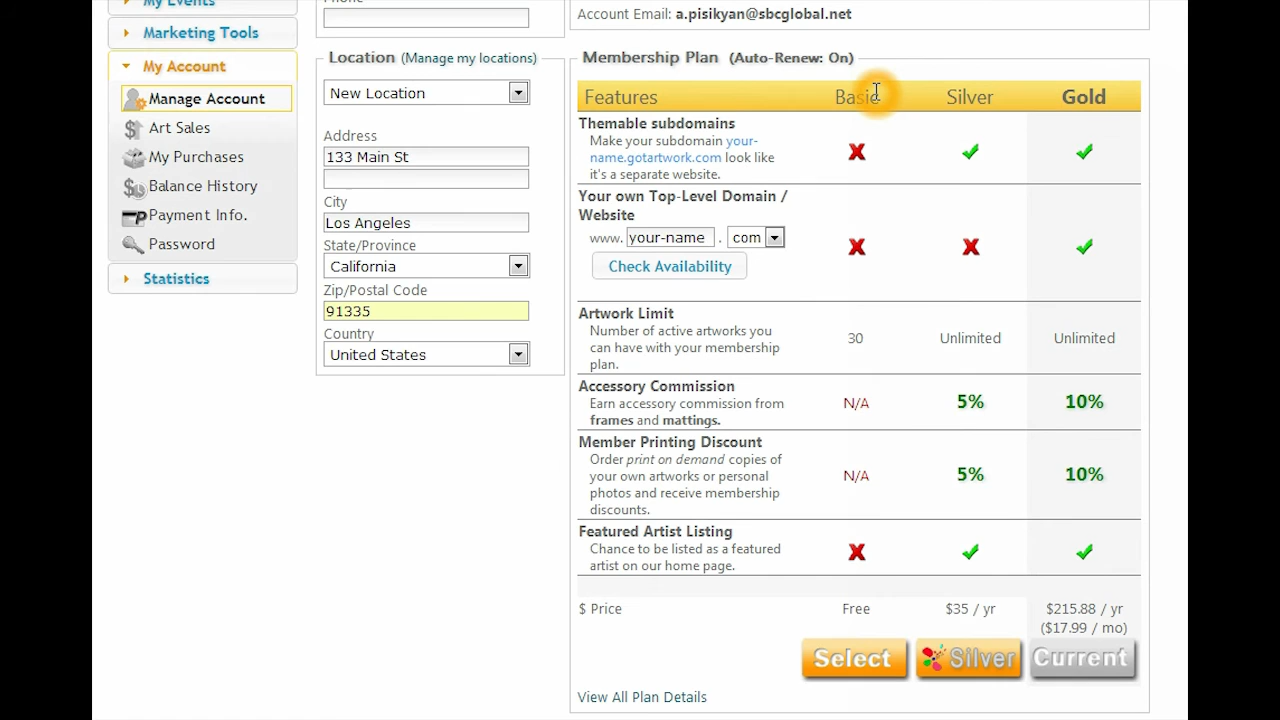 My Events
Marketing Tools
My Account
Manage Account
Art Sales
My Purchases
Balance History
Payment Info.
Password
Statistics
Phone
Location (Manage my locations)
New Location
Address
133 Main St
City
Los Angeles
State/Province
California
Zip/Postal Code
91335
Country
United States
Account Email: a.pisikyan@sbcglobal.net
Membership Plan (Auto-Renew: On)
Features Basic Silver Gold
Themable subdomains
Make your subdomain your-
name.gotartwork.com look like
it's a separate website.
Your own Top-Level Domain /
Website
www. your-name . com
Check Availability
Artwork Limit
Number of active artworks you
can have with your membership
plan.
30 Unlimited Unlimited
Accessory Commission
Earn accessory commission from
frames and mattings.
N/A 5% 10%
Member Printing Discount
Order print on demand copies of
your own artworks or personal
photos and receive membership
discounts.
N/A 5% 10%
Featured Artist Listing
Chance to be listed as a featured
artist on our home page.
$ Price Free $35 / yr $215.88 / yr
($17.99 / mo)
Select Silver Current
View All Plan Details